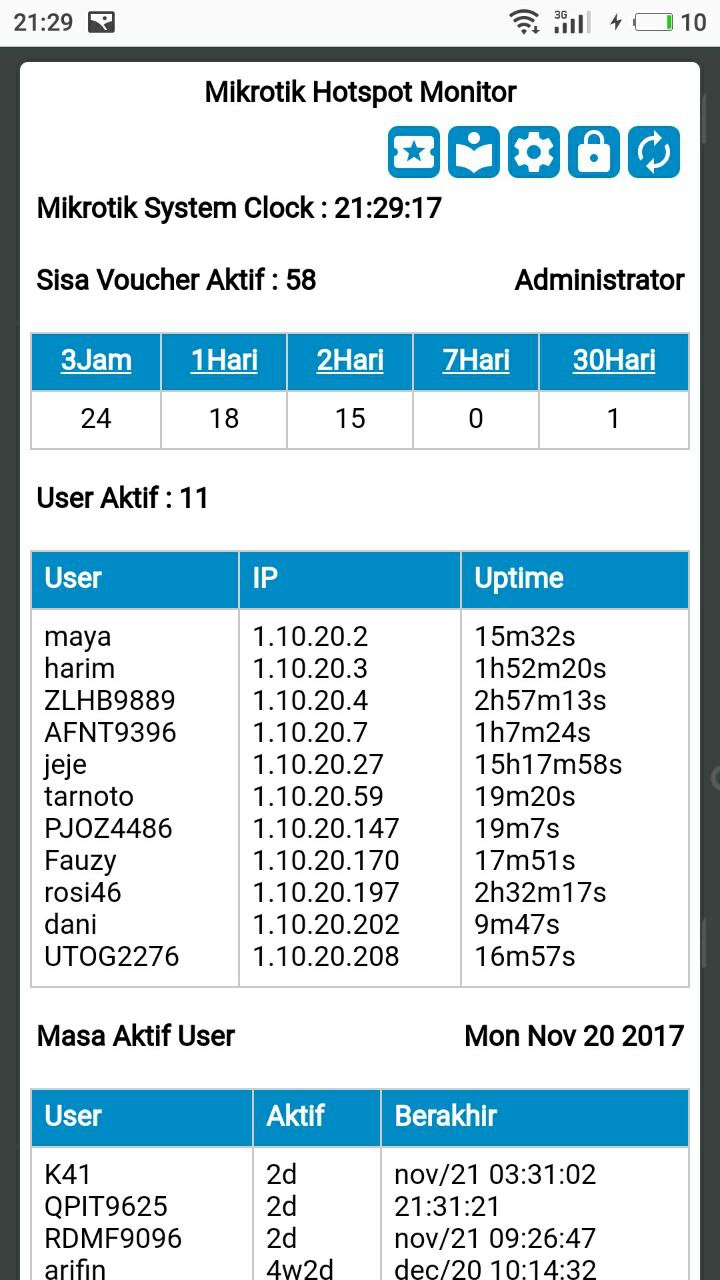 21:29 3G 10
Mikrotik Hotspot Monitor
Mikrotik System Clock : 21:29:17
Sisa Voucher Aktif : 58 Administrator
3Jam 1Hari 2Hari 7Hari 30Hari
24 18 15 0 1
User Aktif : 11
User IP Uptime
maya 1.10.20.2 15m32s
harim 1.10.20.3 1h52m20s
ZLHB9889 1.10.20.4 2h57m13s
AFNT9396 1.10.20.7 1h7m24s
jeje 1.10.20.27 15h17m58s
tarnoto 1.10.20.59 19m20s
PJOZ4486 1.10.20.147 19m7s
Fauzy 1.10.20.170 17m51s
rosi46 1.10.20.197 2h32m17s
dani 1.10.20.202 9m47s
UTOG2276 1.10.20.208 16m57s
Masa Aktif User Mon Nov 20 2017
User Aktif Berakhir
K41 2d nov/21 03:31:02
QPIT9625 2d 21:31:21
RDMF9096 2d nov/21 09:26:47
arifin 4w2d dec/20 10:14:32